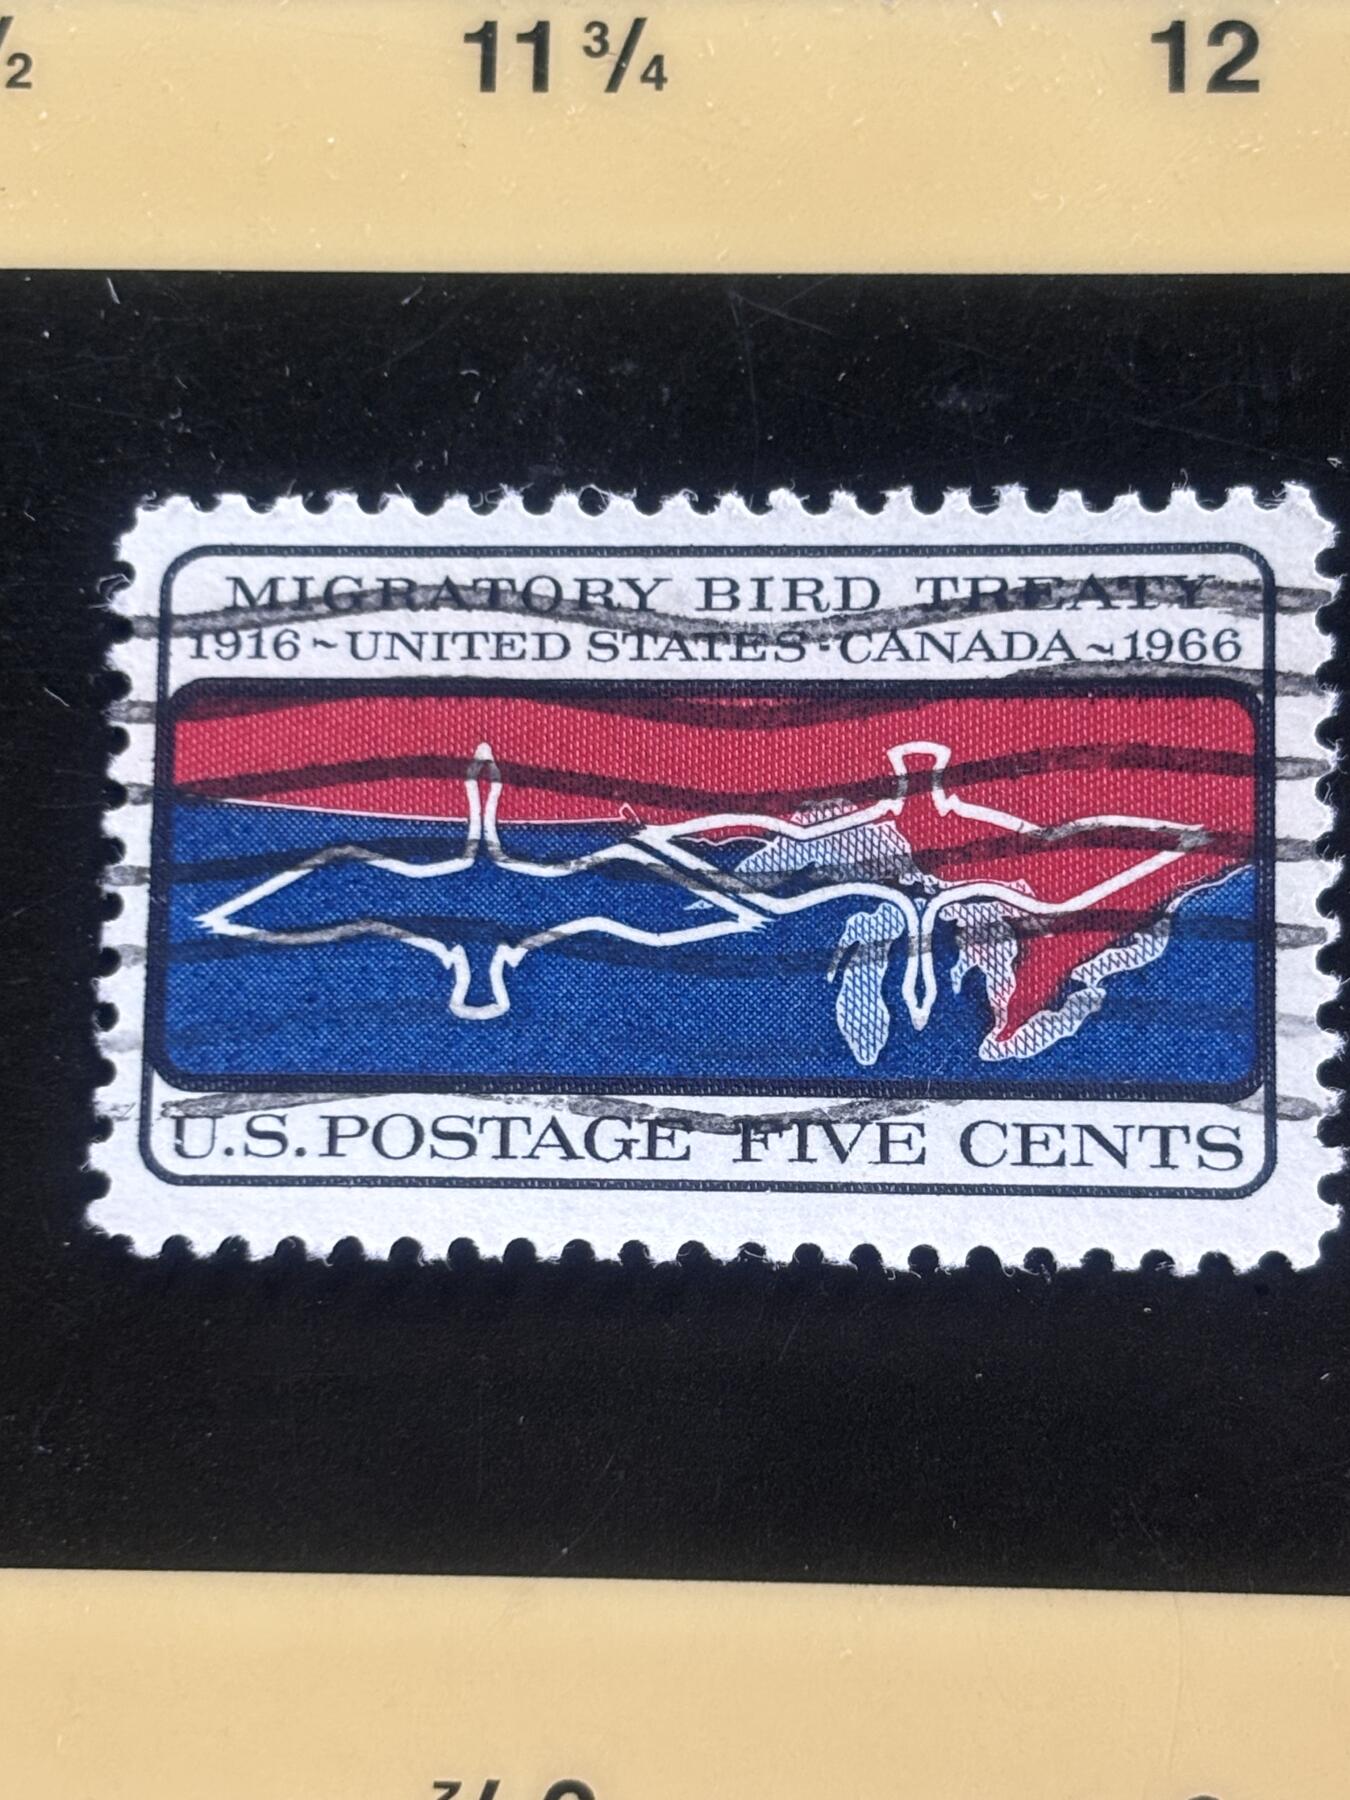 11 3/4
12
MIGRATORY BIRD TREATY
1916~UNITED STATES·CANADA~1966
U.S. POSTAGE FIVE CENTS